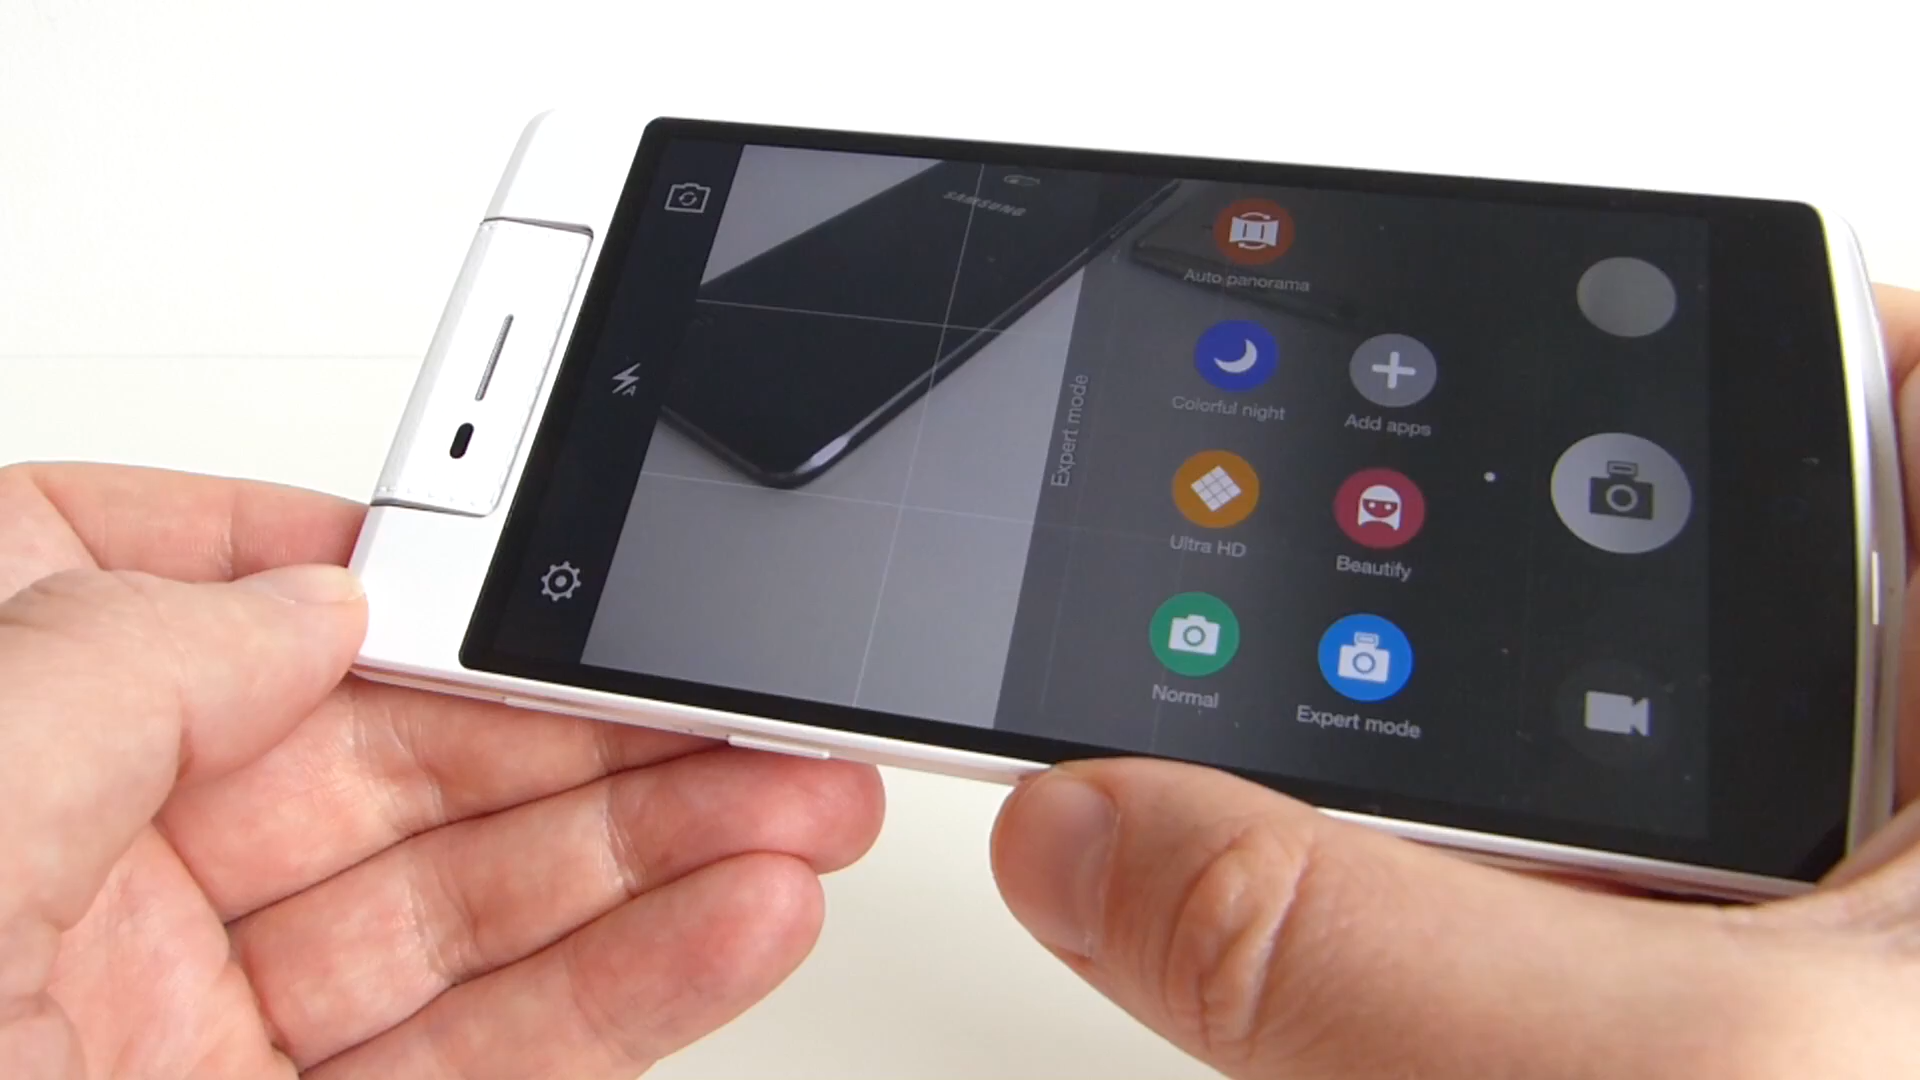 SAMSUNG
Auto panorama
Colorful night
Add apps
Expert mode
Ultra HD
Beautify
Normal
Expert mode